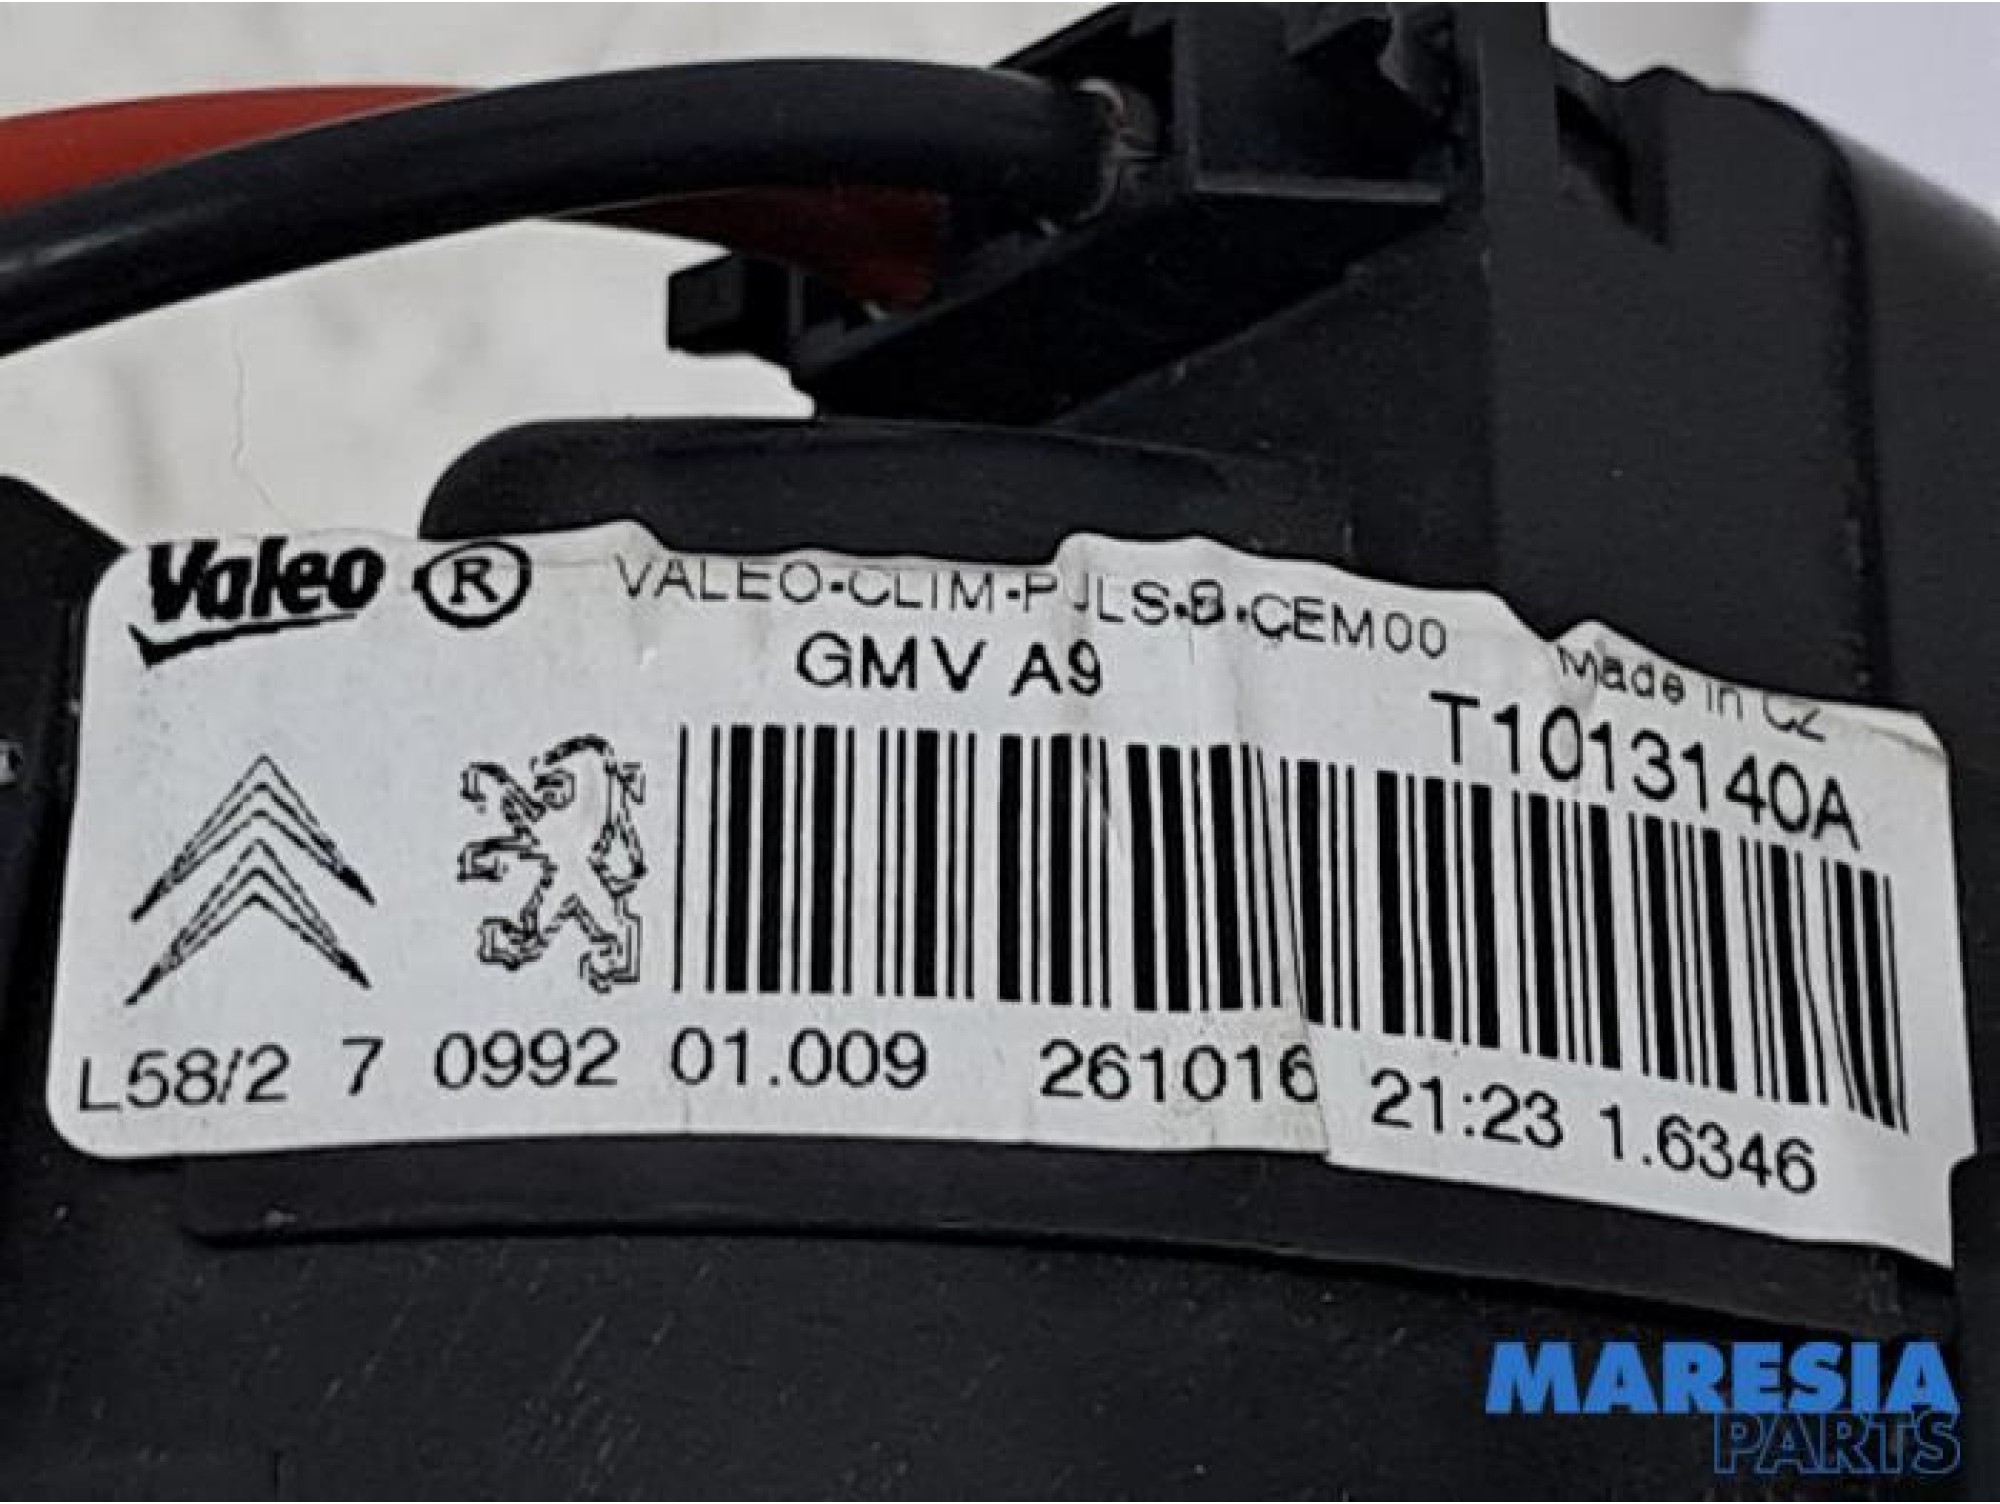 Valeo ® VALEO-CLIM-PULS-B-CEM00
GMV A9
Made in CZ
T1013140A
L58/2 7 0992 01.009 261016 21:23 1.6346
MARESIA
PARTS